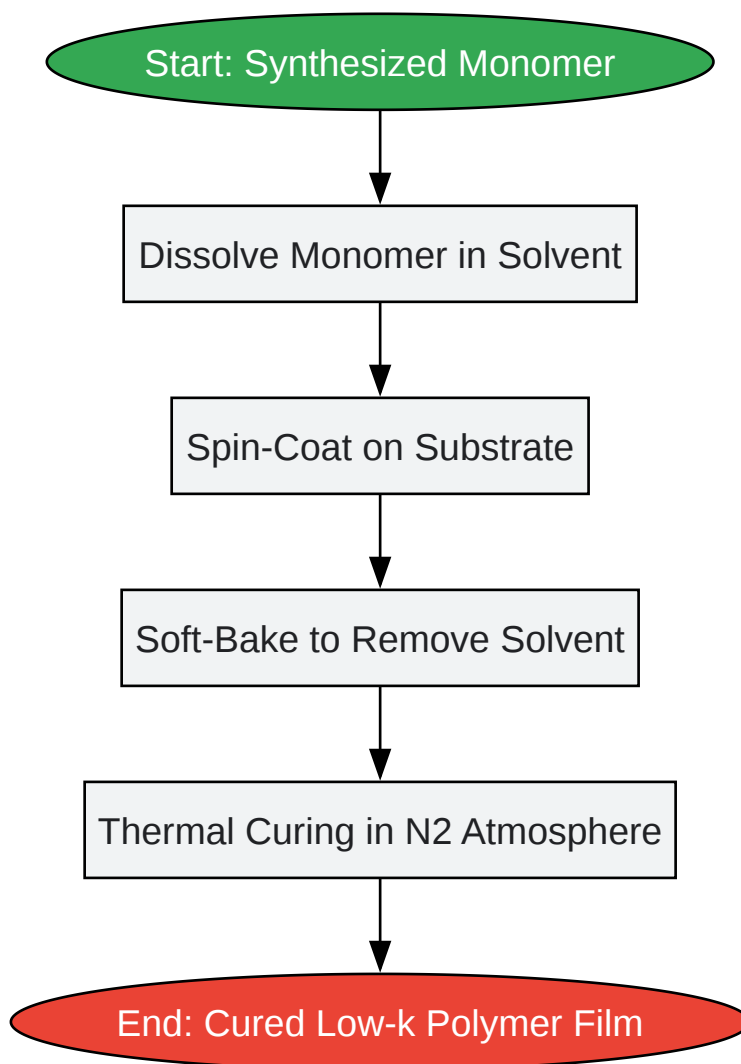 Start: Synthesized Monomer
Dissolve Monomer in Solvent
Spin-Coat on Substrate
Soft-Bake to Remove Solvent
Thermal Curing in N2 Atmosphere
End: Cured Low-k Polymer Film